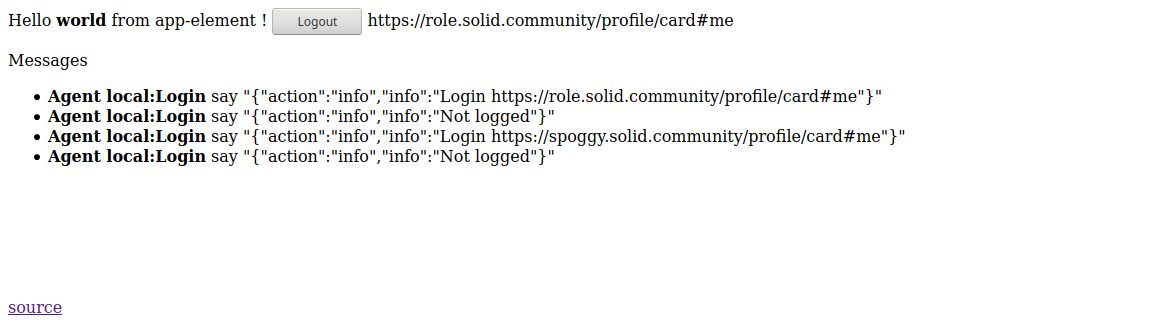 Hello world from app-element ! Logout https://role.solid.community/profile/card#me
Messages
Agent local:Login say "{"action":"info","info":"Login https://role.solid.community/profile/card#me"}"
Agent local:Login say "{"action":"info","info":"Not logged"}"
Agent local:Login say "{"action":"info","info":"Login https://spoggy.solid.community/profile/card#me"}"
Agent local:Login say "{"action":"info","info":"Not logged"}"
source